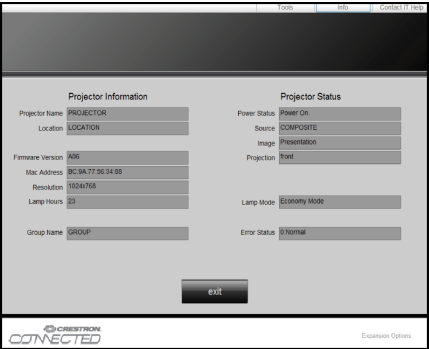 Tools Info Contact IT Help
Projector Information
Projector Name PROJECTOR
Location LOCATION
Firmware Version A06
Mac Address BC:9A:77:56:34:88
Resolution 1024x768
Lamp Hours 23
Group Name GROUP
Projector Status
Power Status Power On
Source COMPOSITE
Image Presentation
Projection front
Lamp Mode Economy Mode
Error Status 0:Normal
exit
CRESTRON
CONNECTED
Expansion Options